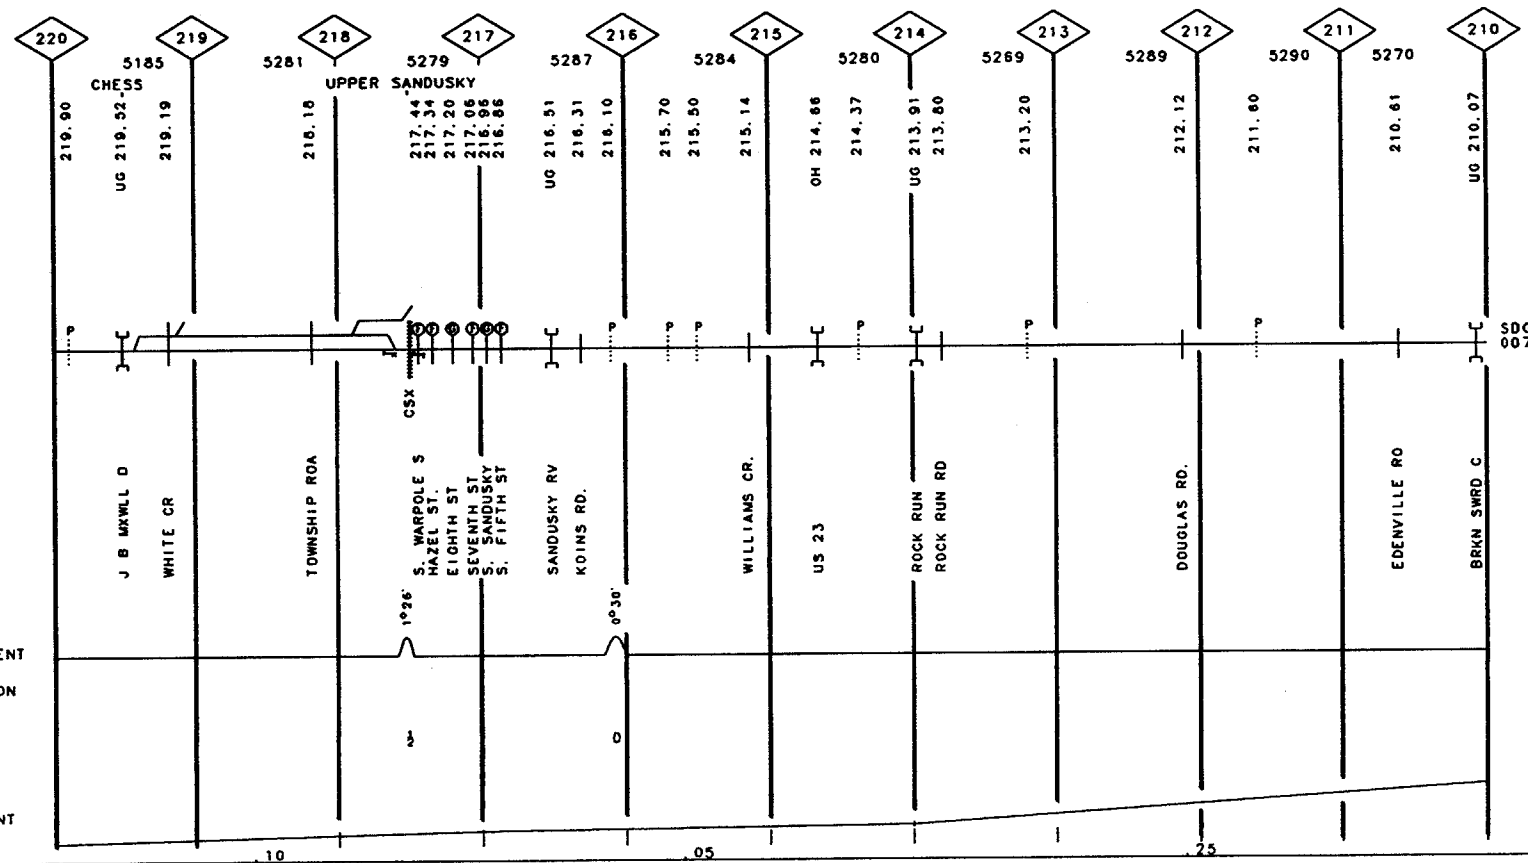 220 219 218 217 216 215 214 213 212 211 210
5185 5281 5279 5287 5284 5280 5269 5289 5290 5270
CHESS UPPER SANDUSKY
219.90
UG 219.52
219.19
218.18
217.44
217.34
217.20
217.06
216.96
216.86
UG 216.51
216.31
216.10
215.70
215.50
215.14
OH 214.66
214.37
UG 213.91
213.80
213.20
212.12
211.60
210.61
UG 210.07
P F F G F G F P P P P P P
SDG
007
CSX
J B MXWLL D
WHITE CR
TOWNSHIP ROA
S. WARPOLE S
HAZEL ST.
EIGHTH ST
SEVENTH ST
S. SANDUSKY
S. FIFTH ST
SANDUSKY RV
KOINS RD.
WILLIAMS CR.
US 23
ROCK RUN
ROCK RUN RD
DOUGLAS RD.
EDENVILLE RO
BRKN SWRD C
1°26'
0°30'
ENT
ON
½ 0
NT
.10 .05 .25